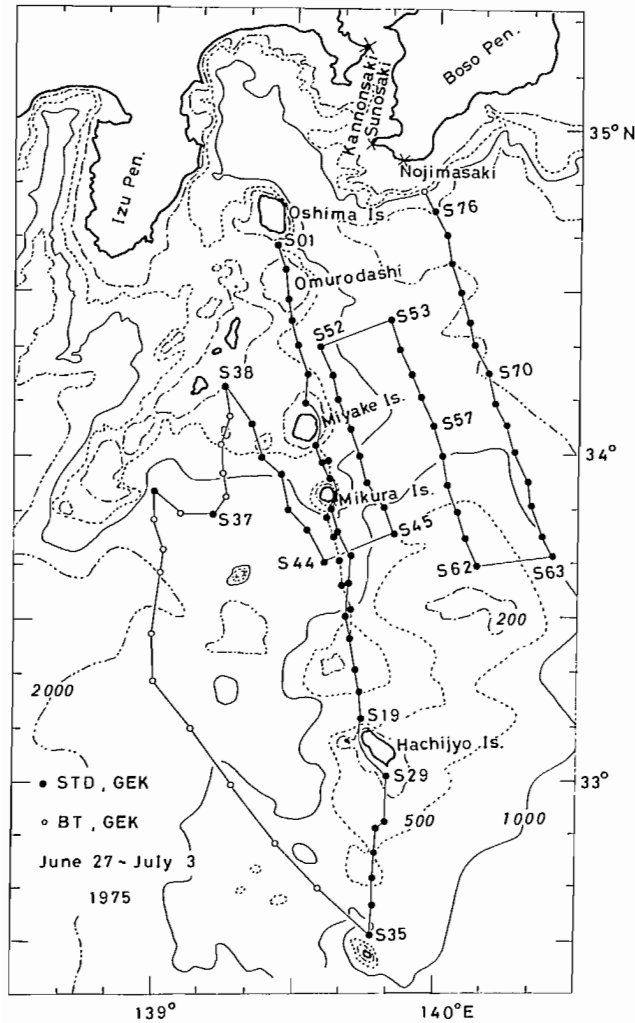 Boso Pen.
Kannonsaki
Sunosaki
35°N
Nojimasaki
Izu Pen.
S76
Oshima Is.
S01
Omurodashi
S52
S53
S38
S70
Miyake Is.
S57
34°
Mikura Is.
S37
S45
S44
S62
S63
200
2000
S19
Hachijyo Is.
S29
33°
● STD, GEK
○ BT, GEK
500
1000
June 27 ~ July 3
1975
S35
139°
140°E